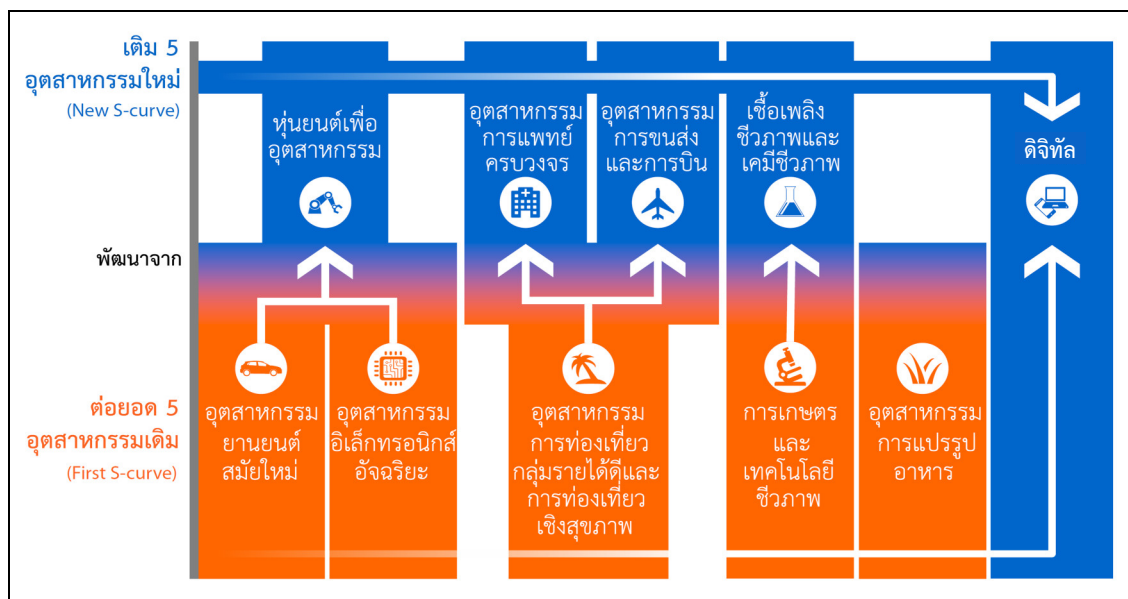 เติม 5
อุตสาหกรรมใหม่
(New S-curve)
หุ่นยนต์เพื่อ
อุตสาหกรรม
อุตสาหกรรม
การแพทย์
ครบวงจร
อุตสาหกรรม
การขนส่ง
และการบิน
เชื้อเพลิง
ชีวภาพและ
เคมีชีวภาพ
ดิจิทัล
พัฒนาจาก
ต่อยอด 5
อุตสาหกรรมเดิม
(First S-curve)
อุตสาหกรรม
ยานยนต์
สมัยใหม่
อุตสาหกรรม
อิเล็กทรอนิกส์
อัจฉริยะ
อุตสาหกรรม
การท่องเที่ยว
กลุ่มรายได้ดีและ
การท่องเที่ยว
เชิงสุขภาพ
การเกษตร
และ
เทคโนโลยี
ชีวภาพ
อุตสาหกรรม
การแปรรูป
อาหาร